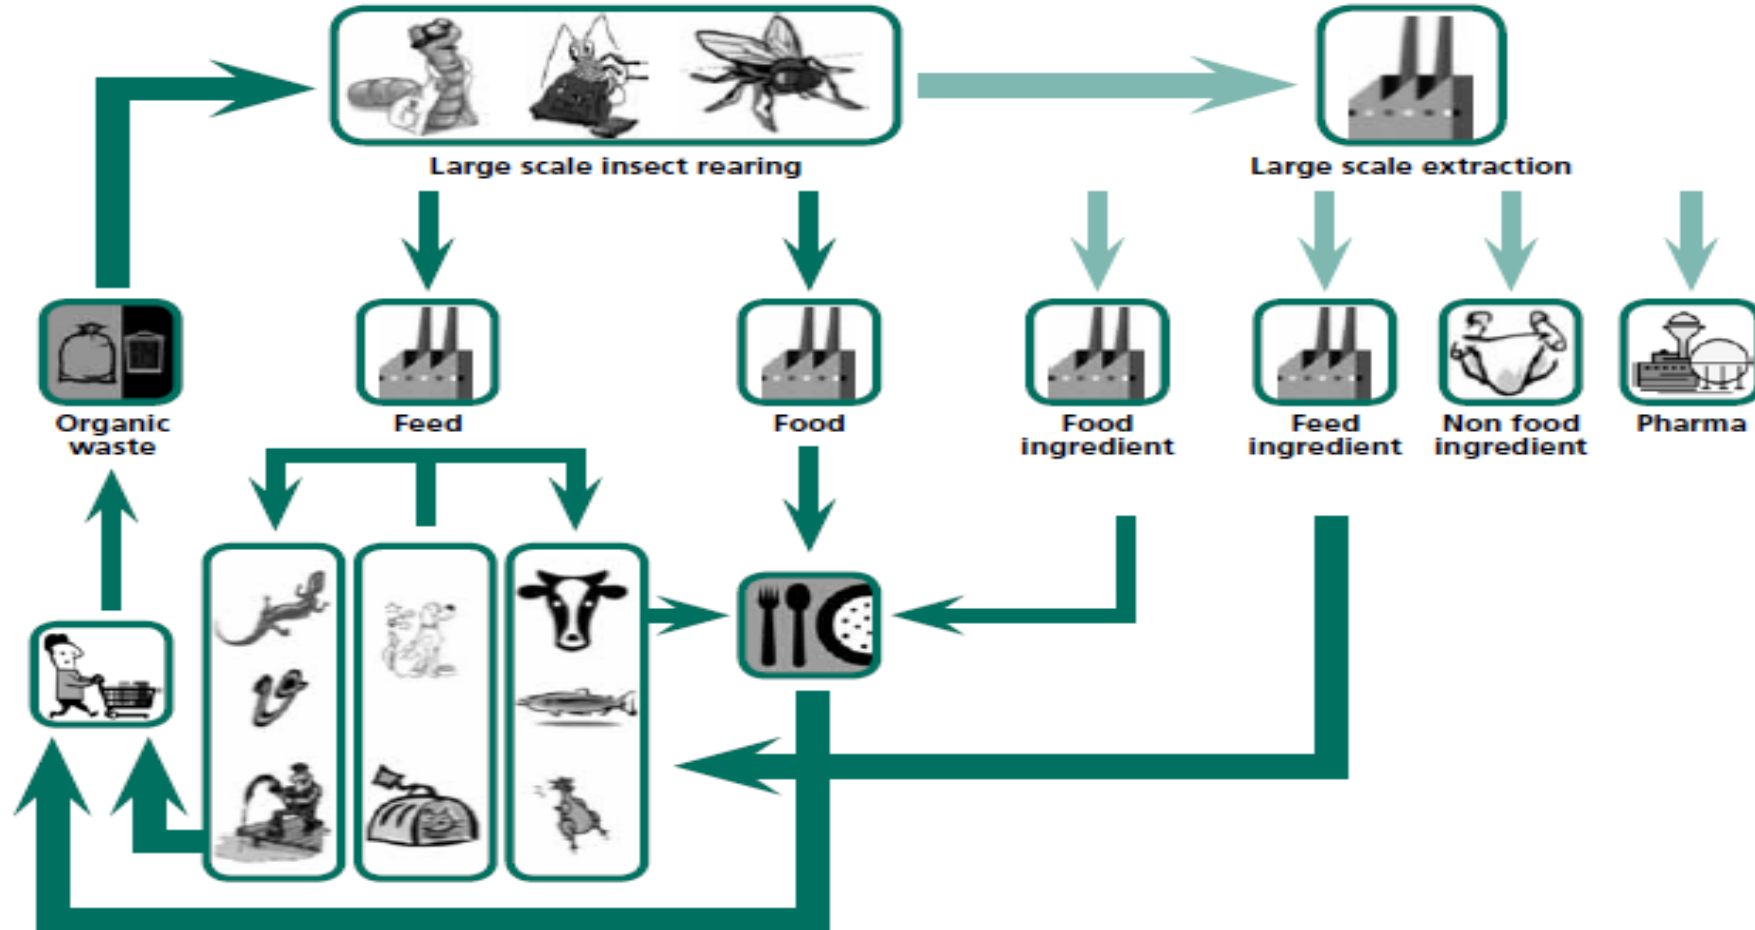 Large scale insect rearing
Large scale extraction
Organic
waste
Feed
Food
Food
ingredient
Feed
ingredient
Non food
ingredient
Pharma